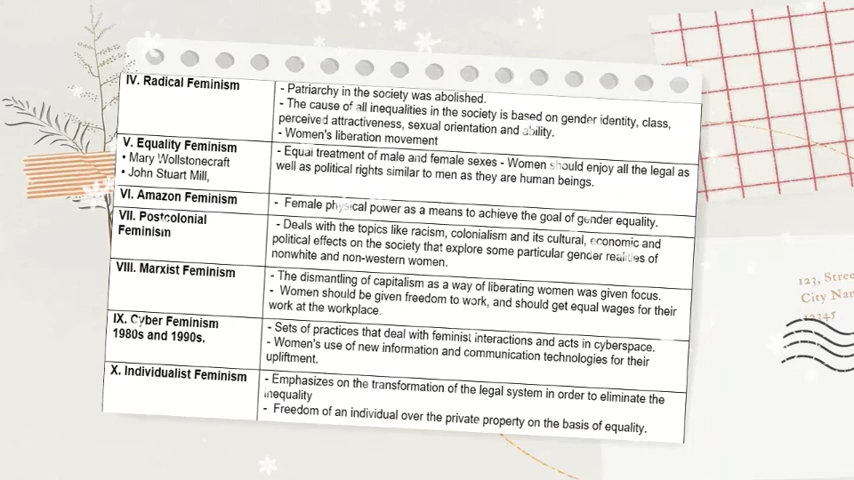 IV. Radical Feminism
- Patriarchy in the society was abolished.
- The cause of all inequalities in the society is based on gender identity, class,
perceived attractiveness, sexual orientation and ability.
- Women's liberation movement
V. Equality Feminism
• Mary Wollstonecraft
• John Stuart Mill,
- Equal treatment of male and female sexes - Women should enjoy all the legal as
well as political rights similar to men as they are human beings.
VI. Amazon Feminism
- Female physical power as a means to achieve the goal of gender equality.
VII. Postcolonial
Feminism
- Deals with the topics like racism, colonialism and its cultural, economic and
political effects on the society that explore some particular gender realities of
nonwhite and non-western women.
VIII. Marxist Feminism
- The dismantling of capitalism as a way of liberating women was given focus.
- Women should be given freedom to work, and should get equal wages for their
work at the workplace.
IX. Cyber Feminism
1980s and 1990s.
- Sets of practices that deal with feminist interactions and acts in cyberspace.
- Women's use of new information and communication technologies for their
upliftment.
X. Individualist Feminism
- Emphasizes on the transformation of the legal system in order to eliminate the
inequality
- Freedom of an individual over the private property on the basis of equality.
123, Stree
City Nar
12345